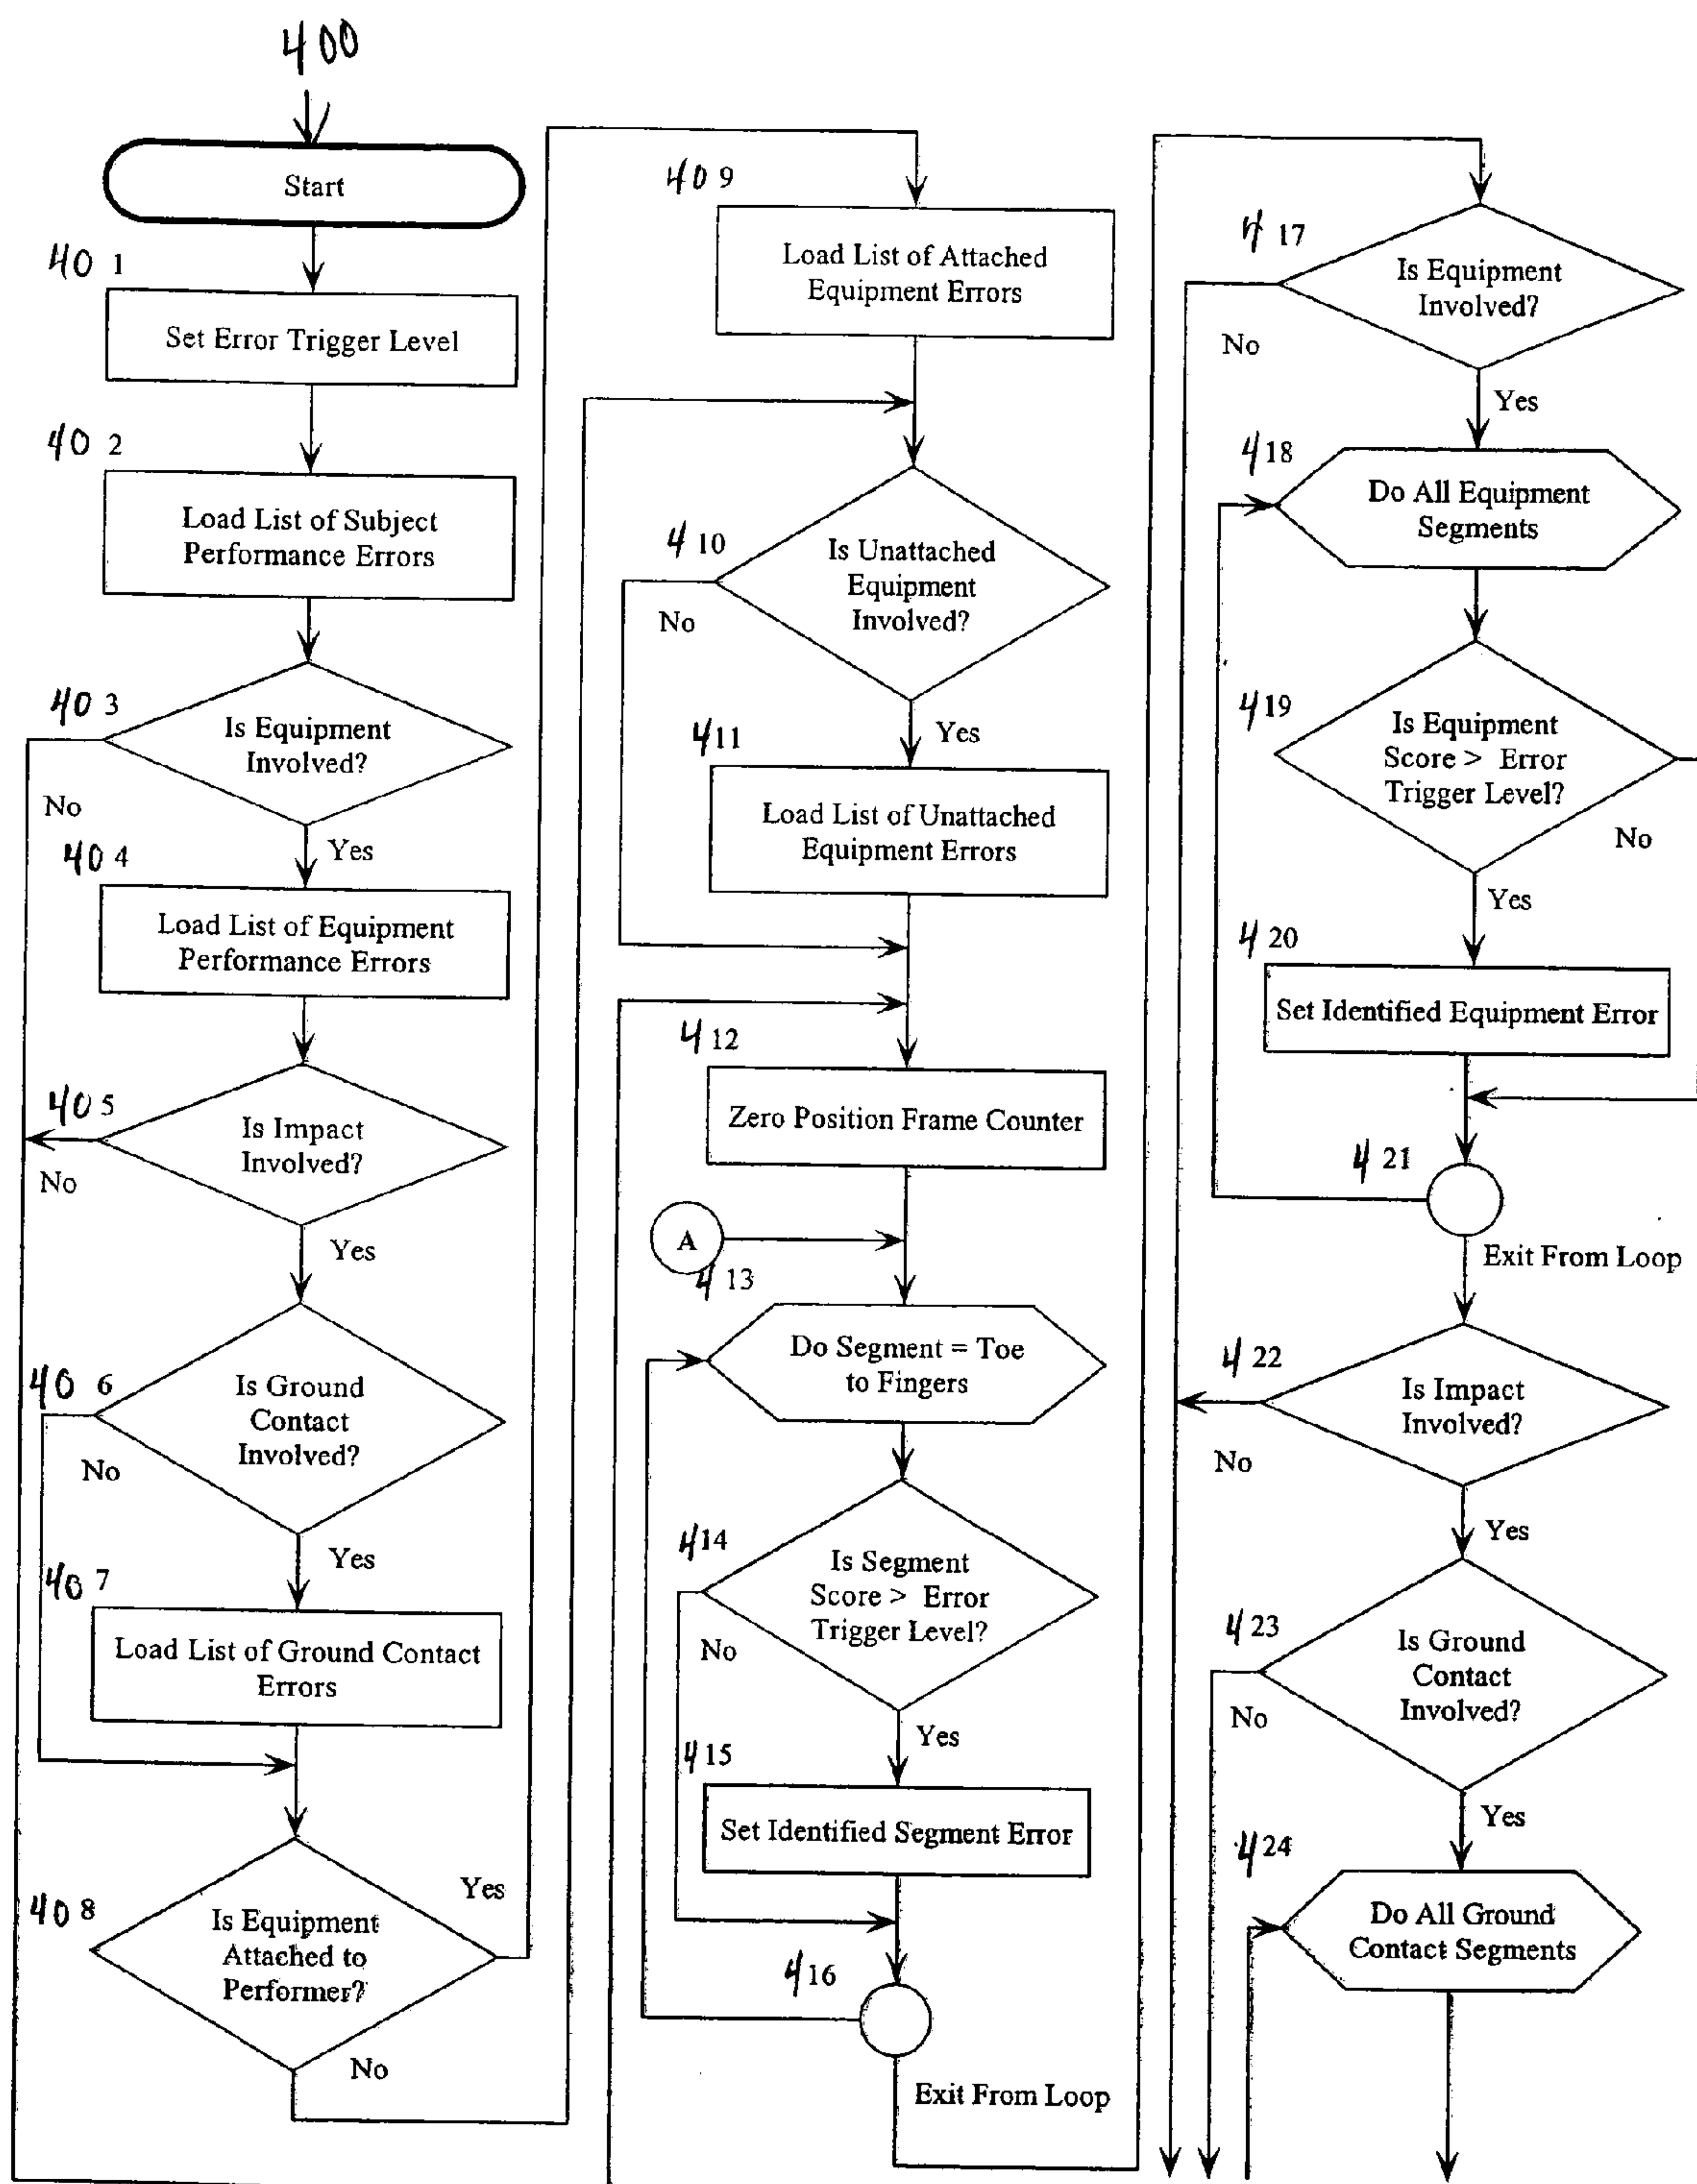 400
Start
401
Set Error Trigger Level
402
Load List of Subject
Performance Errors
403
Is Equipment
Involved?
No
Yes
404
Load List of Equipment
Performance Errors
405
Is Impact
Involved?
No
Yes
406
Is Ground
Contact
Involved?
No
Yes
407
Load List of Ground Contact
Errors
408
Is Equipment
Attached to
Performer?
Yes
No
409
Load List of Attached
Equipment Errors
410
Is Unattached
Equipment
Involved?
No
Yes
411
Load List of Unattached
Equipment Errors
412
Zero Position Frame Counter
A
413
Do Segment = Toe
to Fingers
414
Is Segment
Score > Error
Trigger Level?
No
Yes
415
Set Identified Segment Error
416
Exit From Loop
417
Is Equipment
Involved?
No
Yes
418
Do All Equipment
Segments
419
Is Equipment
Score > Error
Trigger Level?
No
Yes
420
Set Identified Equipment Error
421
Exit From Loop
422
Is Impact
Involved?
No
Yes
423
Is Ground
Contact
Involved?
No
Yes
424
Do All Ground
Contact Segments